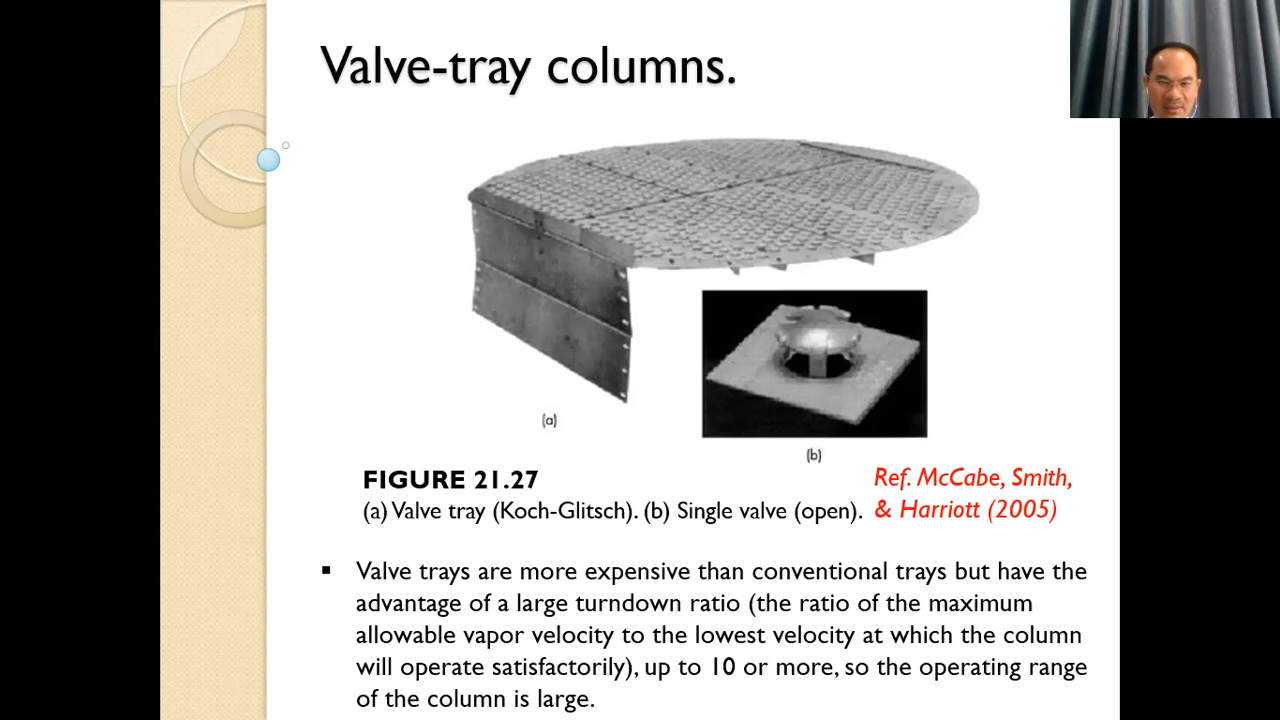 Valve-tray columns.
(a)
(b)
FIGURE 21.27
(a) Valve tray (Koch-Glitsch). (b) Single valve (open).
Ref. McCabe, Smith,
& Harriott (2005)
▪ Valve trays are more expensive than conventional trays but have the
advantage of a large turndown ratio (the ratio of the maximum
allowable vapor velocity to the lowest velocity at which the column
will operate satisfactorily), up to 10 or more, so the operating range
of the column is large.